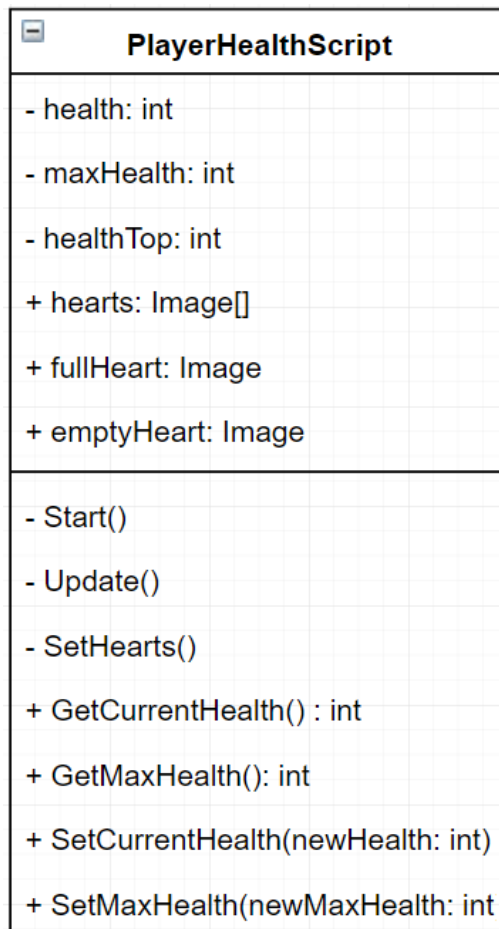 PlayerHealthScript
- health: int
- maxHealth: int
- healthTop: int
+ hearts: Image[]
+ fullHeart: Image
+ emptyHeart: Image
- Start()
- Update()
- SetHearts()
+ GetCurrentHealth() : int
+ GetMaxHealth(): int
+ SetCurrentHealth(newHealth: int)
+ SetMaxHealth(newMaxHealth: int